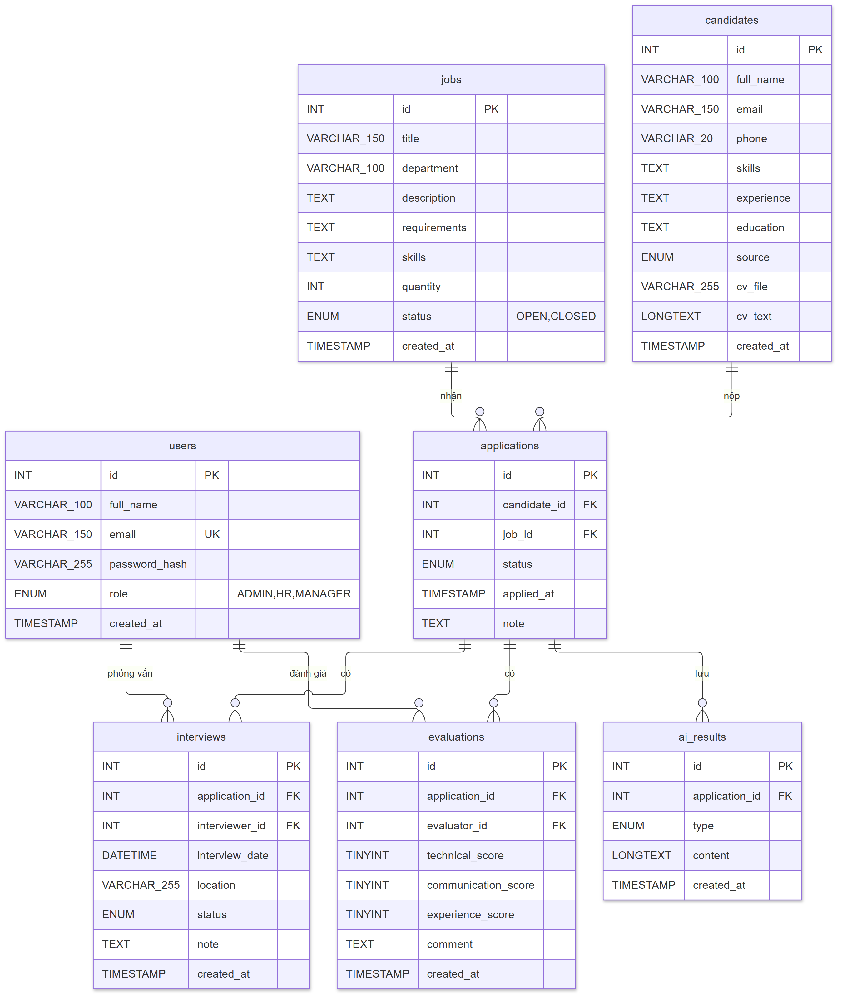 candidates
INT id PK
VARCHAR_100 full_name
VARCHAR_150 email
VARCHAR_20 phone
TEXT skills
TEXT experience
TEXT education
ENUM source
VARCHAR_255 cv_file
LONGTEXT cv_text
TIMESTAMP created_at
jobs
INT id PK
VARCHAR_150 title
VARCHAR_100 department
TEXT description
TEXT requirements
TEXT skills
INT quantity
ENUM status OPEN,CLOSED
TIMESTAMP created_at
nhận
nộp
users
INT id PK
VARCHAR_100 full_name
VARCHAR_150 email UK
VARCHAR_255 password_hash
ENUM role ADMIN,HR,MANAGER
TIMESTAMP created_at
applications
INT id PK
INT candidate_id FK
INT job_id FK
ENUM status
TIMESTAMP applied_at
TEXT note
phỏng vấn
đánh giá
có
có
lưu
interviews
INT id PK
INT application_id FK
INT interviewer_id FK
DATETIME interview_date
VARCHAR_255 location
ENUM status
TEXT note
TIMESTAMP created_at
evaluations
INT id PK
INT application_id FK
INT evaluator_id FK
TINYINT technical_score
TINYINT communication_score
TINYINT experience_score
TEXT comment
TIMESTAMP created_at
ai_results
INT id PK
INT application_id FK
ENUM type
LONGTEXT content
TIMESTAMP created_at